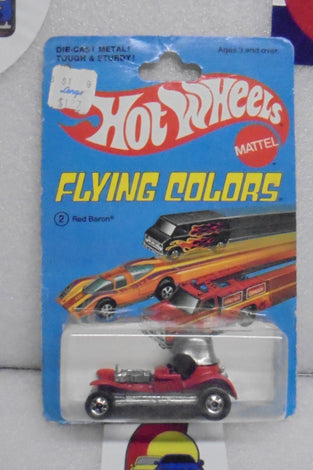 DIE-CAST METAL!
TOUGH & STURDY!
Ages 3 and over.
HOT WHEELS
MATTEL
FLYING COLORS
2 Red Baron®